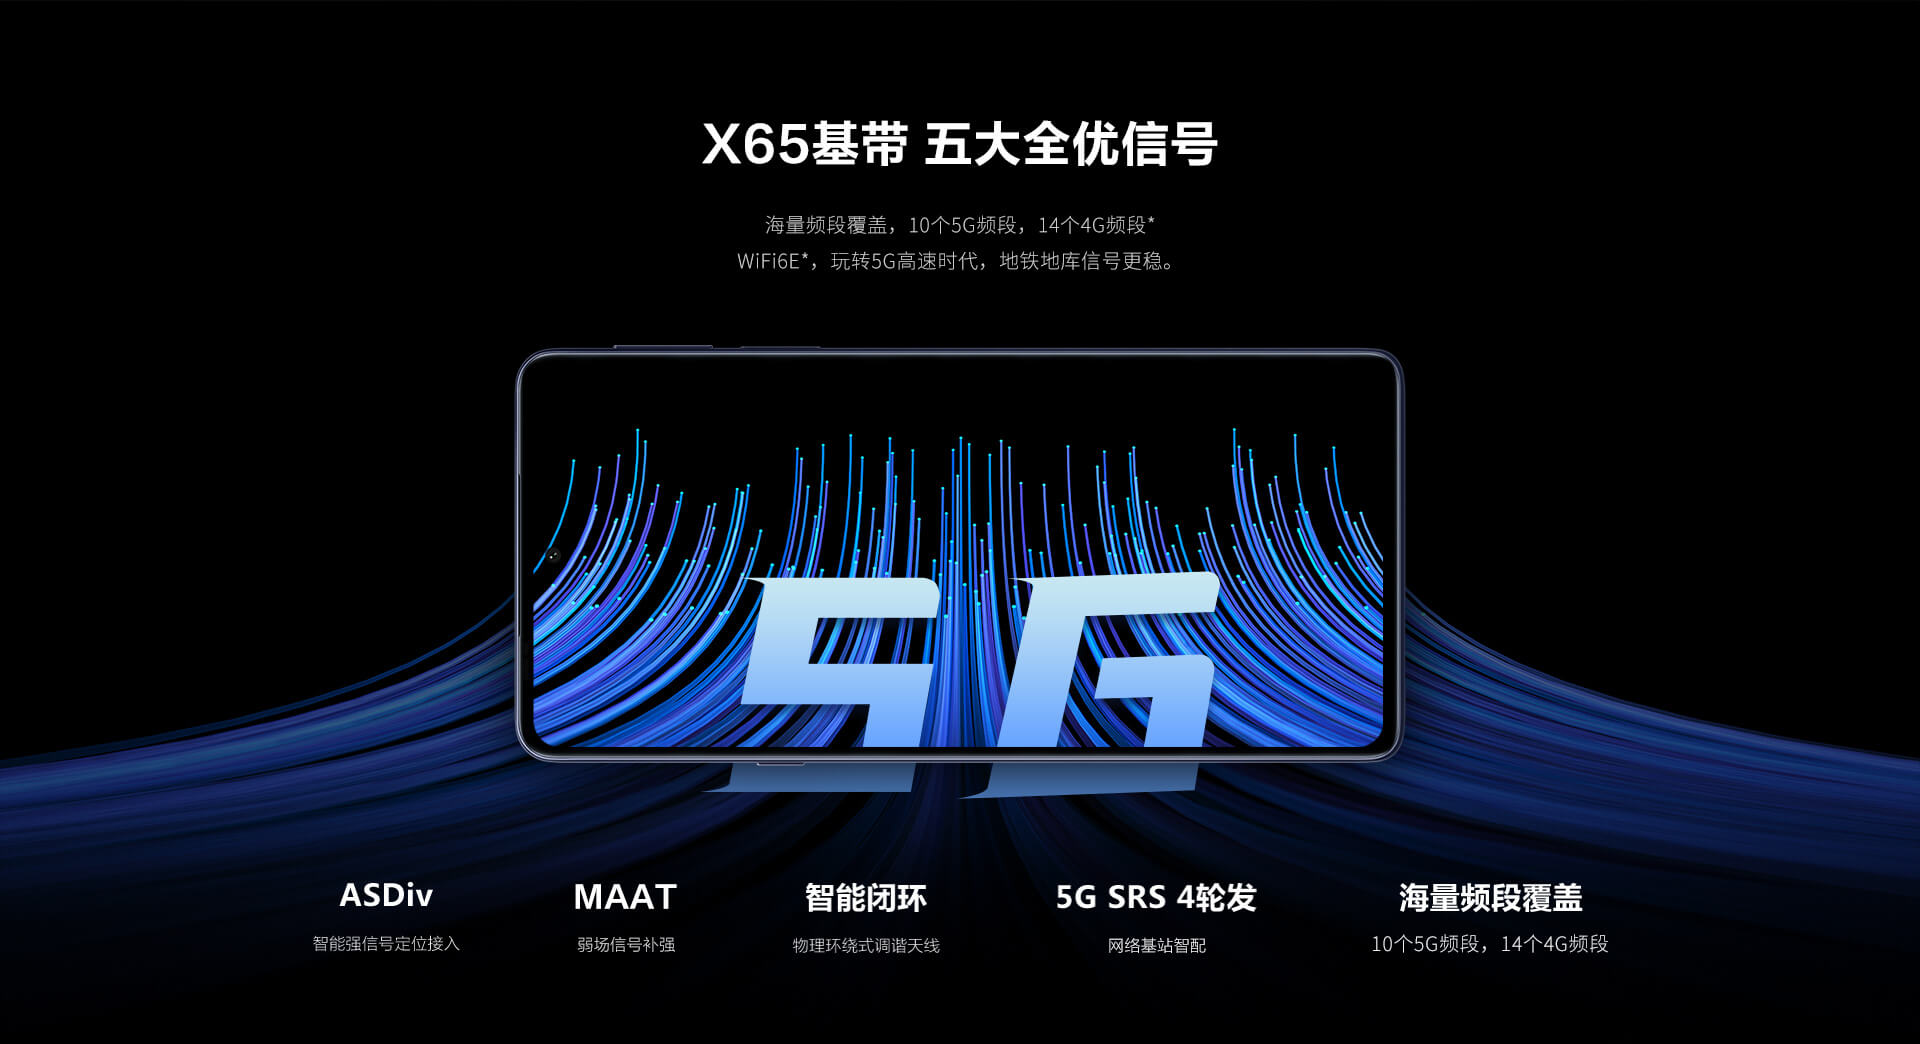 X65基带 五大全优信号
海量频段覆盖，10个5G频段，14个4G频段*
WiFi6E*，玩转5G高速时代，地铁地库信号更稳。
5G
ASDiv
智能强信号定位接入
MAAT
弱场信号补强
智能闭环
物理环绕式调谐天线
5G SRS 4轮发
网络基站智配
海量频段覆盖
10个5G频段，14个4G频段